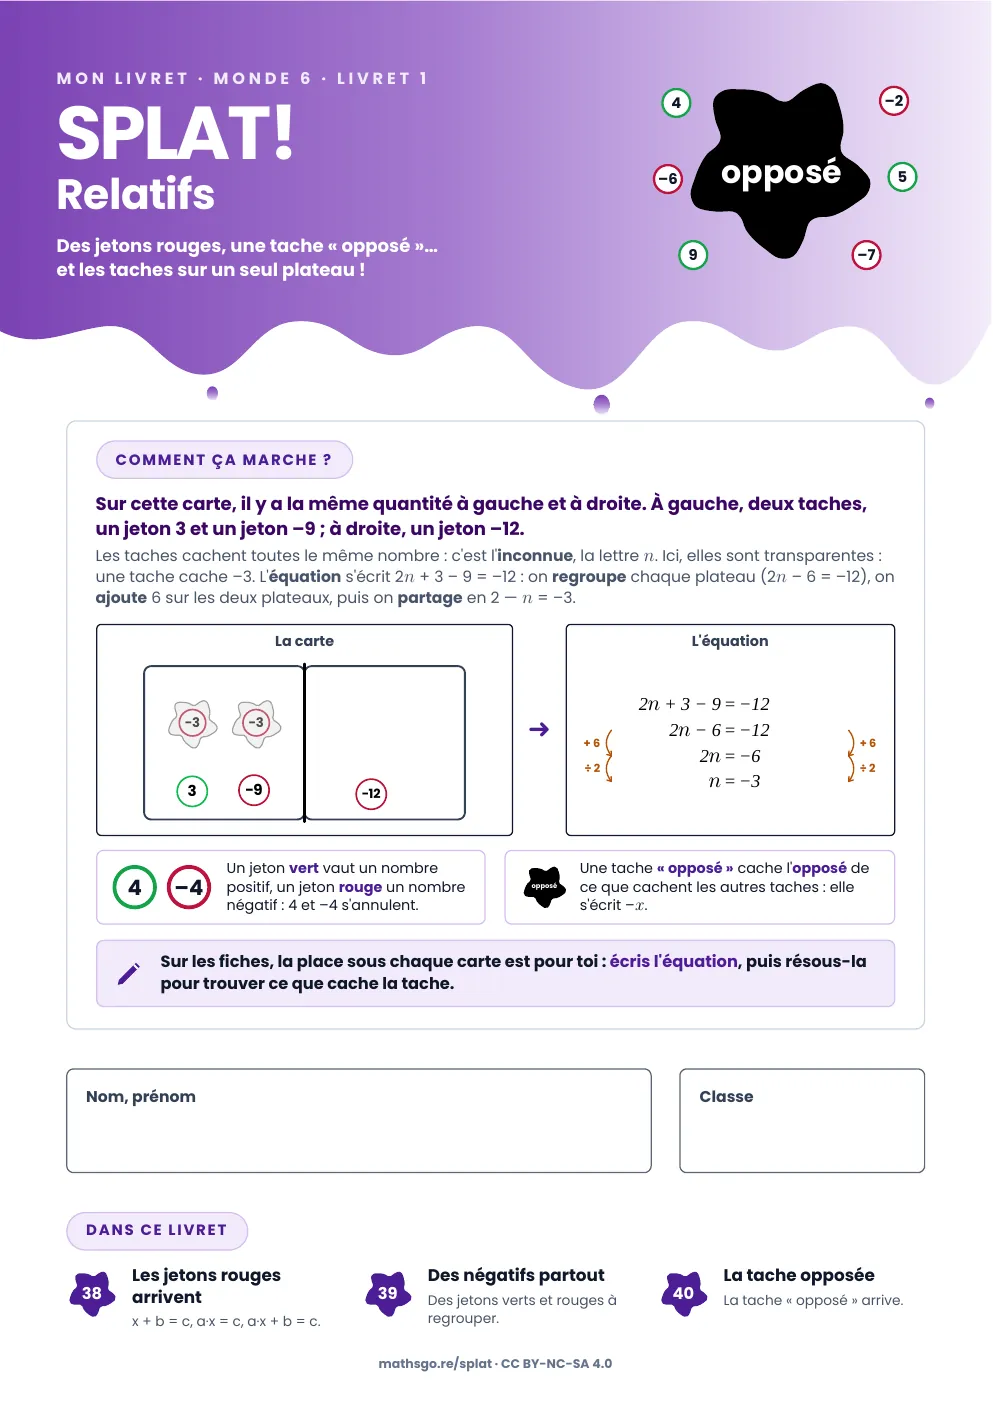 MON LIVRET · MONDE 6 · LIVRET 1
SPLAT!
Relatifs
Des jetons rouges, une tache « opposé »…
et les taches sur un seul plateau !
4
−2
−6
opposé
5
9
−7
COMMENT ÇA MARCHE ?
Sur cette carte, il y a la même quantité à gauche et à droite. À gauche, deux taches,
un jeton 3 et un jeton −9 ; à droite, un jeton −12.
Les taches cachent toutes le même nombre : c'est l'inconnue, la lettre n. Ici, elles sont transparentes :
une tache cache −3. L'équation s'écrit 2n + 3 − 9 = −12 : on regroupe chaque plateau (2n − 6 = −12), on
ajoute 6 sur les deux plateaux, puis on partage en 2 — n = −3.
La carte
−3
−3
3
−9
−12
➜
L'équation
2n + 3 − 9 = −12
2n − 6 = −12
+ 6
+ 6
2n = −6
÷ 2
÷ 2
n = −3
4
−4
Un jeton vert vaut un nombre
positif, un jeton rouge un nombre
négatif : 4 et −4 s'annulent.
opposé
Une tache « opposé » cache l'opposé de
ce que cachent les autres taches : elle
s'écrit −x.
Sur les fiches, la place sous chaque carte est pour toi : écris l'équation, puis résous-la
pour trouver ce que cache la tache.
Nom, prénom
Classe
DANS CE LIVRET
38
Les jetons rouges
arrivent
x + b = c, a·x = c, a·x + b = c.
39
Des négatifs partout
Des jetons verts et rouges à
regrouper.
40
La tache opposée
La tache « opposé » arrive.
mathsgo.re/splat · CC BY-NC-SA 4.0